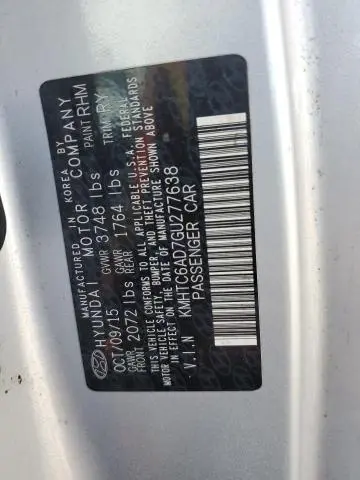 MANUFACTURED IN KOREA BY
HYUNDAI MOTOR COMPANY
OCT/09/15 GVWR 3748 lbs PAINT RHM
GAWR FRONT 2072 lbs GAWR REAR 1764 lbs TRIM RY
THIS VEHICLE CONFORMS TO ALL APPLICABLE U.S.A. FEDERAL
MOTOR VEHICLE SAFETY, BUMPER, AND THEFT PREVENTION STANDARDS
IN EFFECT ON THE DATE OF MANUFACTURE SHOWN ABOVE
V.I.N KMHTC6AD7GU277638
PASSENGER CAR